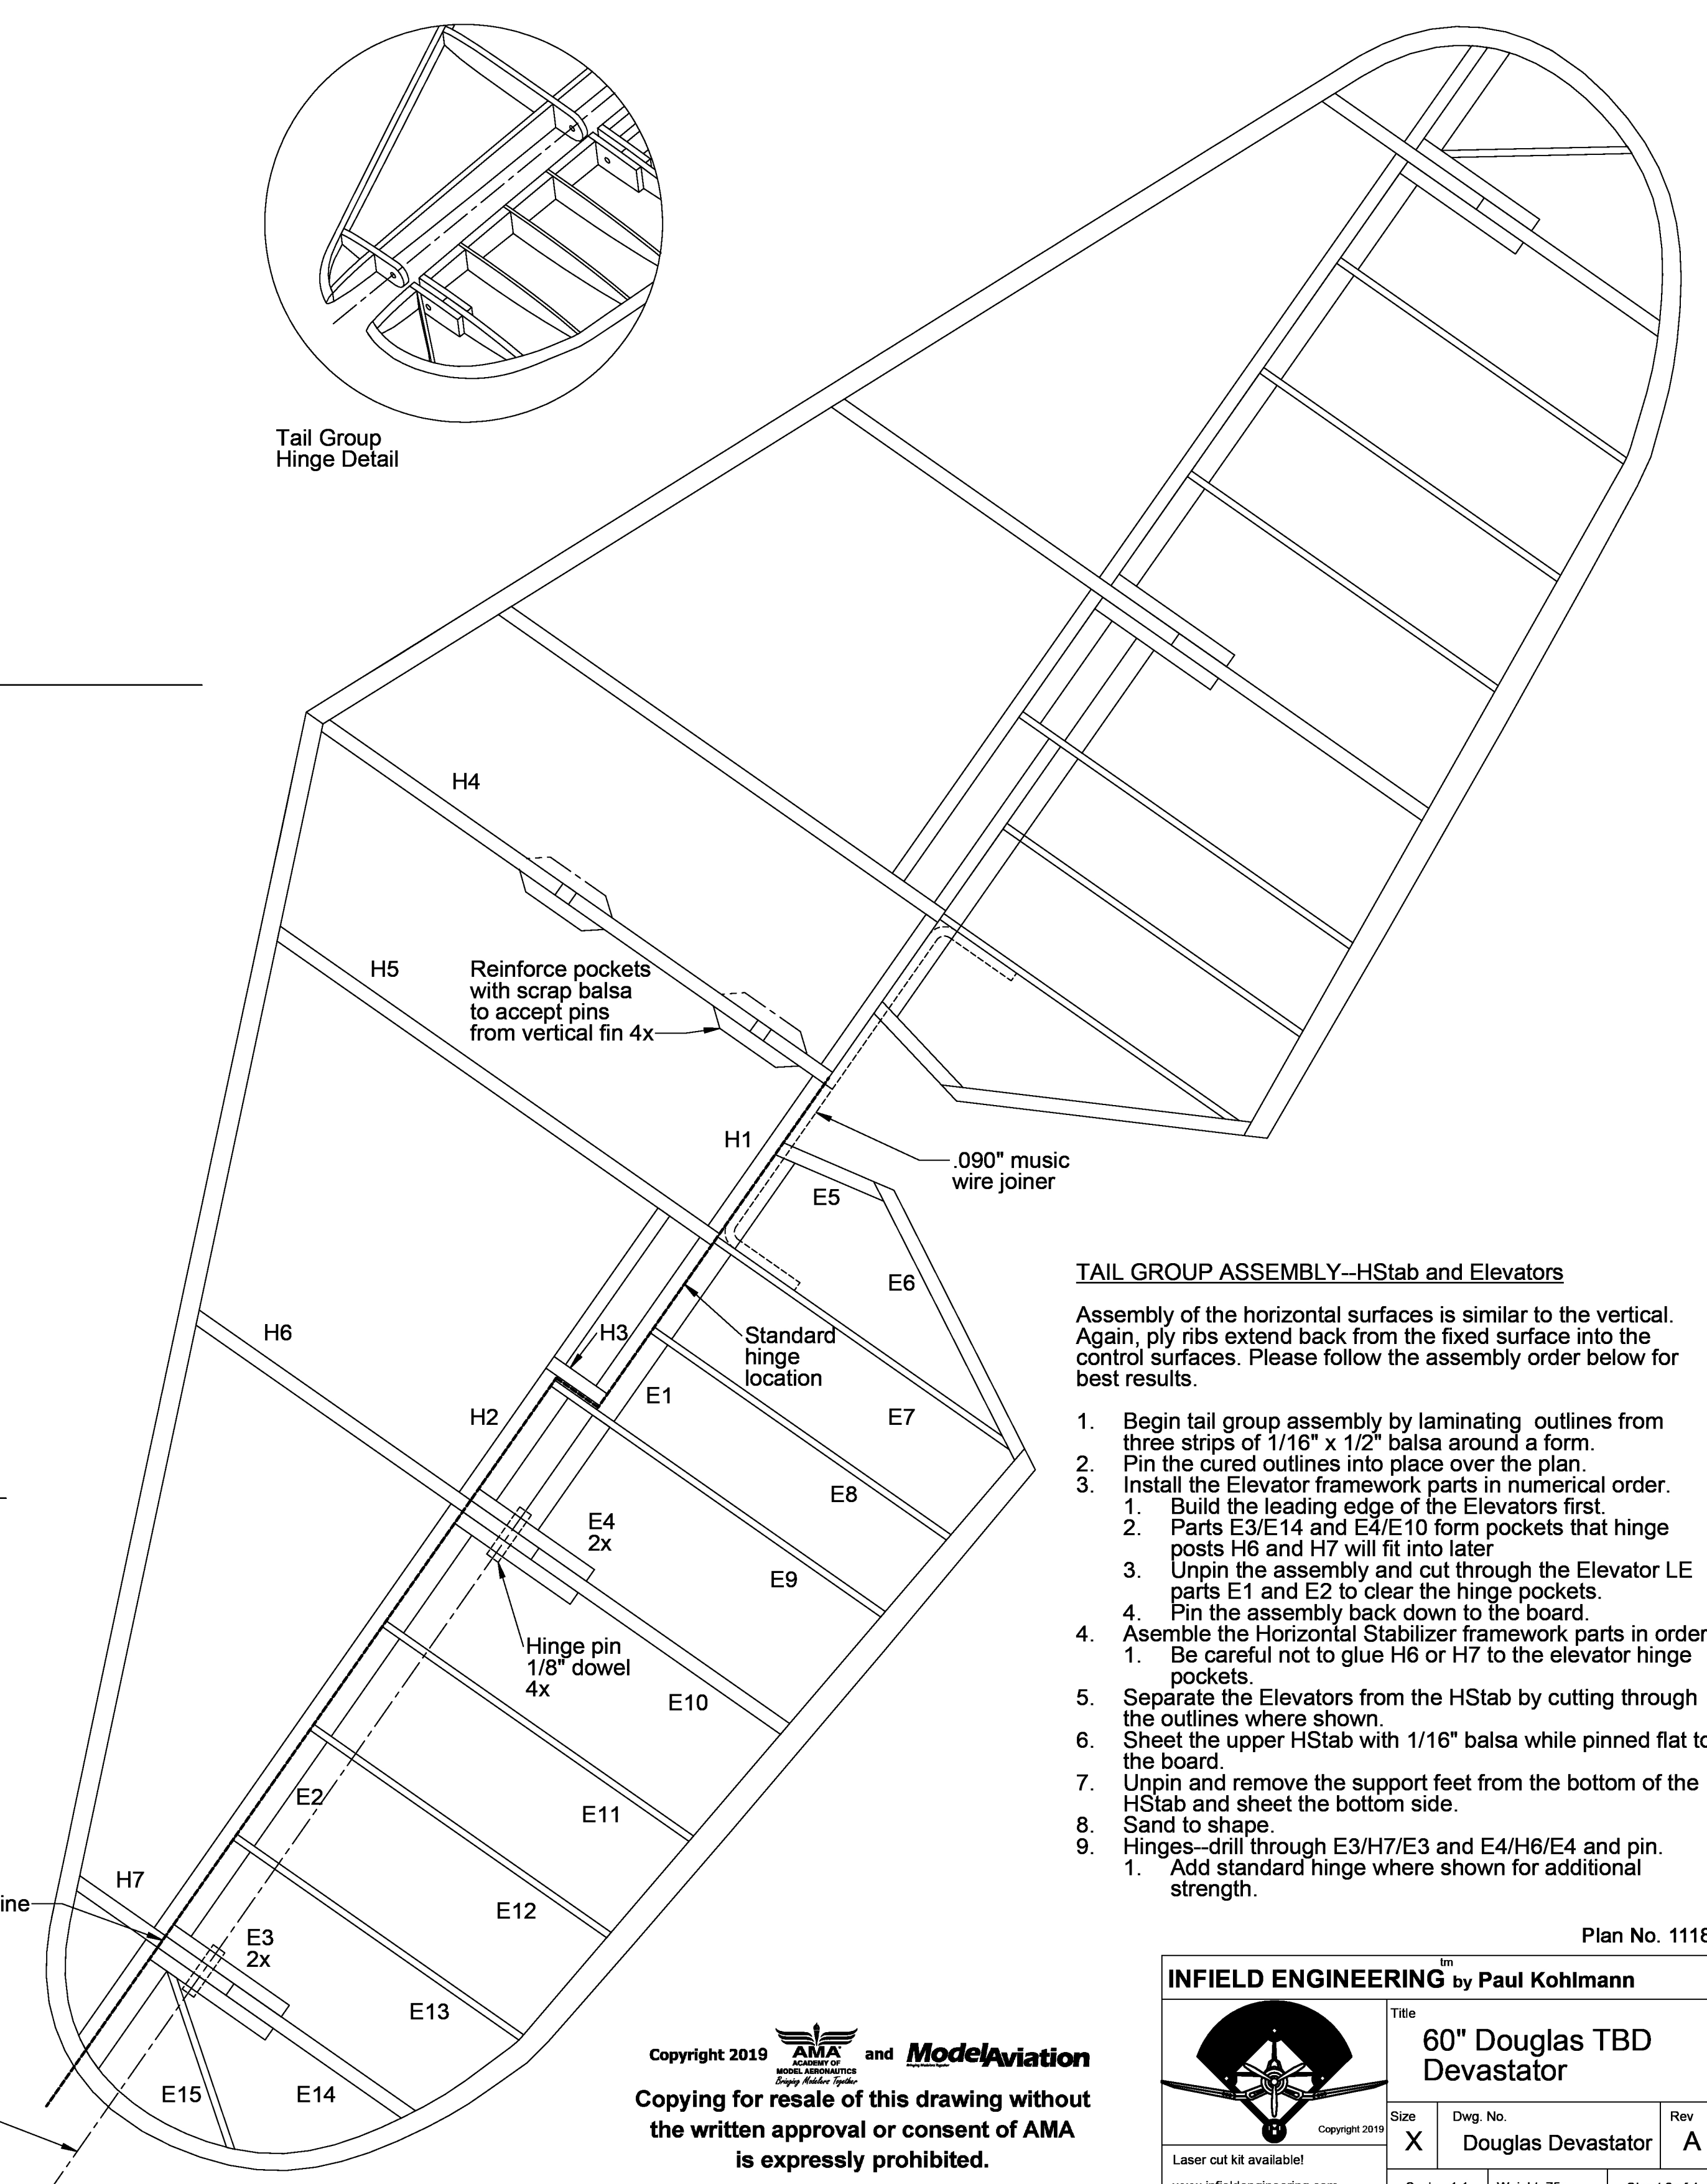 Tail Group
Hinge Detail
H4
H5
Reinforce pockets
with scrap balsa
to accept pins
from vertical fin 4x
H1
.090" music
wire joiner
E5
E6
H6
H3
Standard
hinge
location
E1
H2
E7
E8
E4
2x
E9
Hinge pin
1/8" dowel
4x
E10
E2
E11
H7
ine
E12
E3
2x
E13
E15
E14
TAIL GROUP ASSEMBLY--HStab and Elevators
Assembly of the horizontal surfaces is similar to the vertical.
Again, ply ribs extend back from the fixed surface into the
control surfaces. Please follow the assembly order below for
best results.
1. Begin tail group assembly by laminating outlines from
three strips of 1/16" x 1/2" balsa around a form.
2. Pin the cured outlines into place over the plan.
3. Install the Elevator framework parts in numerical order.
1. Build the leading edge of the Elevators first.
2. Parts E3/E14 and E4/E10 form pockets that hinge
posts H6 and H7 will fit into later
3. Unpin the assembly and cut through the Elevator LE
parts E1 and E2 to clear the hinge pockets.
4. Pin the assembly back down to the board.
4. Asemble the Horizontal Stabilizer framework parts in order
1. Be careful not to glue H6 or H7 to the elevator hinge
pockets.
5. Separate the Elevators from the HStab by cutting through
the outlines where shown.
6. Sheet the upper HStab with 1/16" balsa while pinned flat to
the board.
7. Unpin and remove the support feet from the bottom of the
HStab and sheet the bottom side.
8. Sand to shape.
9. Hinges--drill through E3/H7/E3 and E4/H6/E4 and pin.
1. Add standard hinge where shown for additional
strength.
Plan No. 1118
INFIELD ENGINEERING tm by Paul Kohlmann
Title
60" Douglas TBD
Devastator
Copyright 2019
Size
X
Dwg. No.
Douglas Devastator
Rev
A
Laser cut kit available!
Copyright 2019 AMA and ModelAviation
ACADEMY OF
MODEL AERONAUTICS
Bringing Modelers Together
Copying for resale of this drawing without
the written approval or consent of AMA
is expressly prohibited.